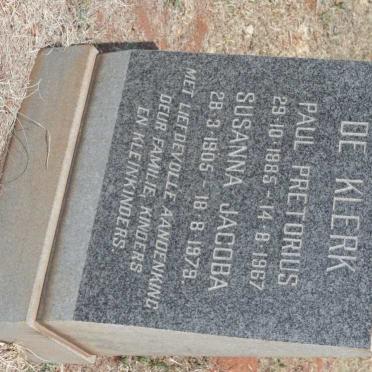 DE KLERK
PAUL PRETORIUS
29·10·1885 - 14·8·1967
SUSANNA JACOBA
28·3·1905 - 18·8·1979.
MET LIEFDEVOLLE AANDENKING,
DEUR FAMILIE, KINDERS
EN KLEINKINDERS.